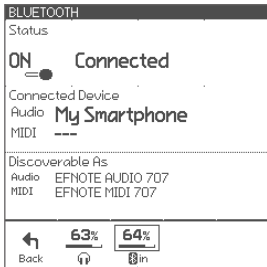 BLUETOOTH
Status
ON Connected
Connected Device
Audio My Smartphone
MIDI ---
Discoverable As
Audio EFNOTE AUDIO 707
MIDI EFNOTE MIDI 707
63% 64%
Back in